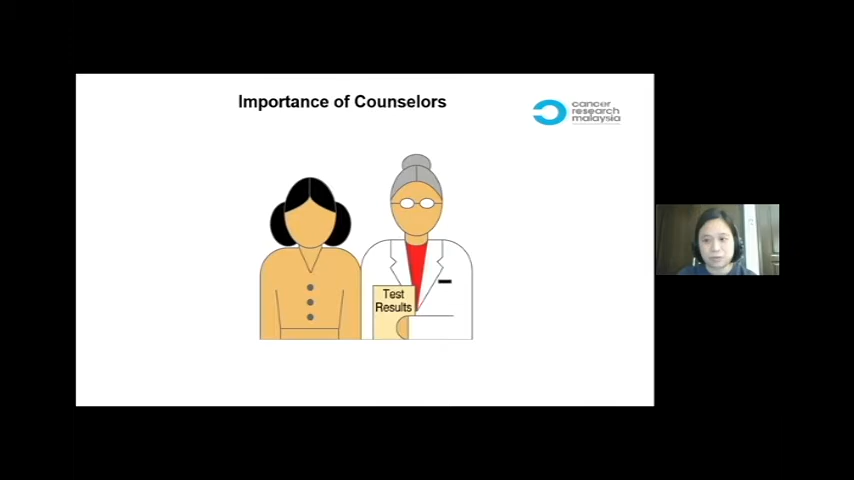 Importance of Counselors
cancer
research
malaysia
Test
Results